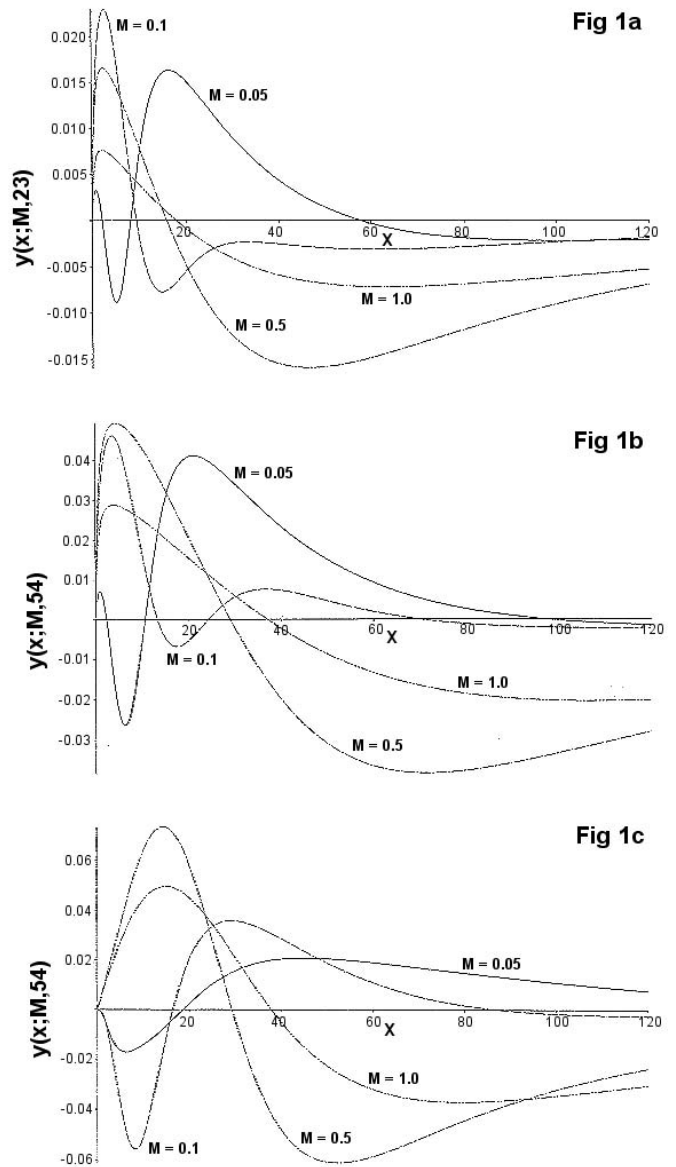 Fig 1a
0.020
M = 0.1
0.015
M = 0.05
0.010
0.005
y(x;M,23)
20
40
60
80
100
120
X
-0.005
M = 1.0
-0.010
M = 0.5
-0.015
Fig 1b
0.04
M = 0.05
0.03
0.02
0.01
y(x;M,54)
20
40
60
80
100
120
X
-0.01
M = 0.1
M = 1.0
-0.02
-0.03
M = 0.5
Fig 1c
0.06
0.04
0.02
M = 0.05
y(x;M,54)
20
40
60
80
100
120
X
-0.02
M = 1.0
-0.04
M = 0.5
M = 0.1
-0.06